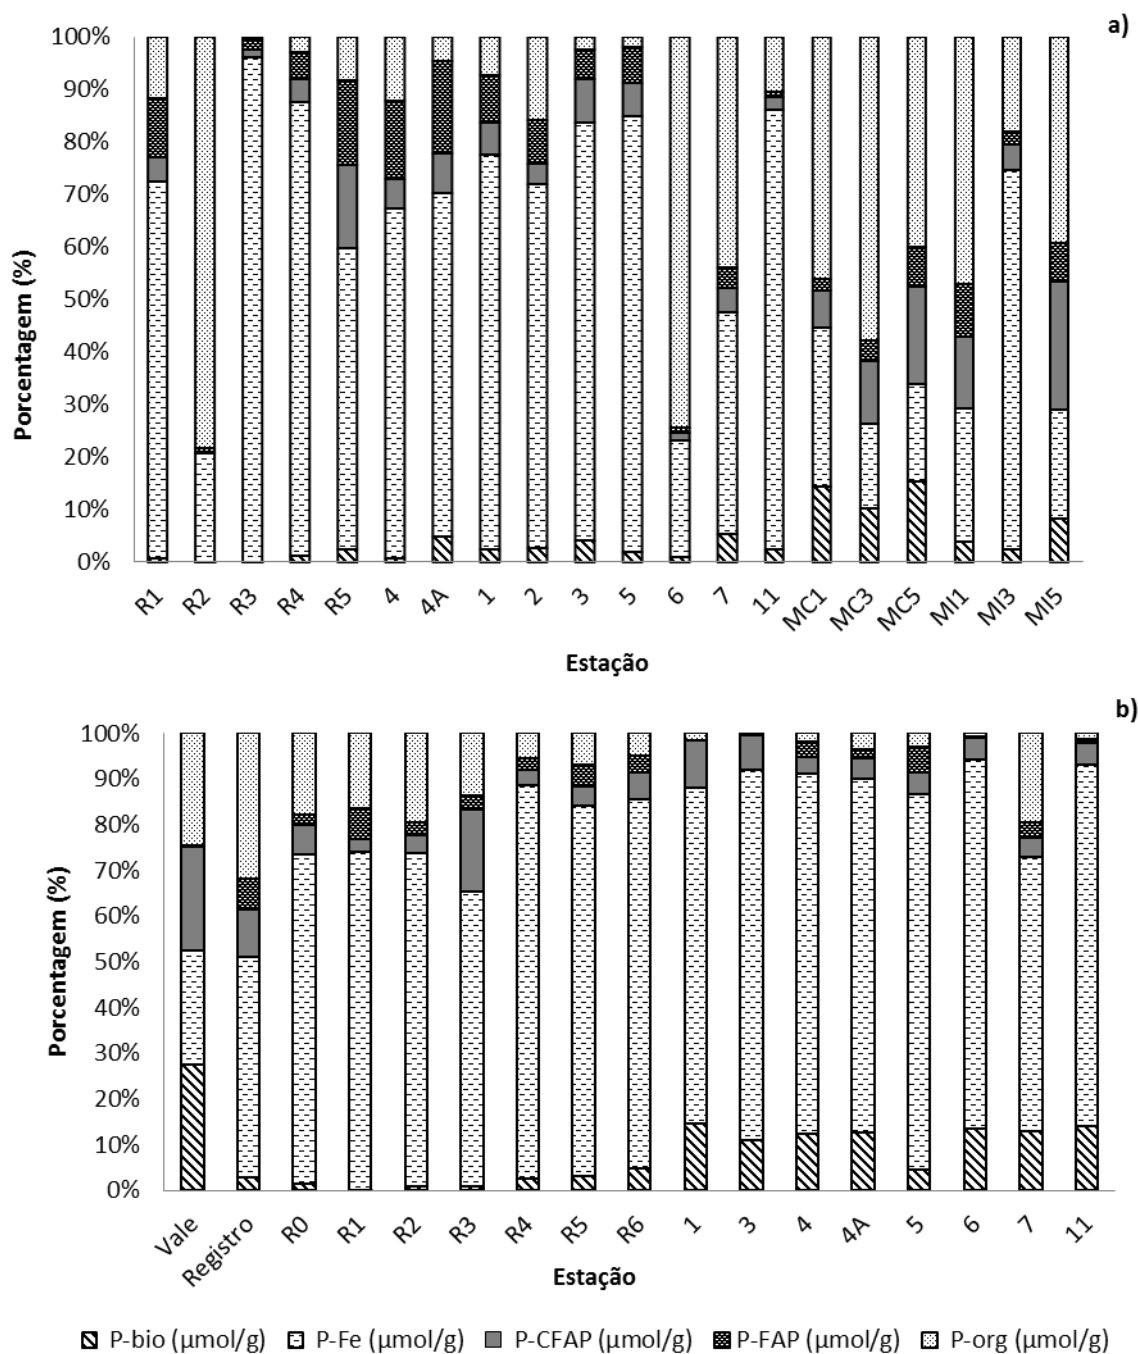 a)
100%
90%
80%
70%
60%
50%
40%
30%
20%
10%
0%
Porcentagem (%)
R1 R2 R3 R4 R5 4 4A 1 2 3 5 6 7 11 MC1 MC3 MC5 MI1 MI3 MI5
Estação
b)
100%
90%
80%
70%
60%
50%
40%
30%
20%
10%
0%
Porcentagem (%)
Vale Registro R0 R1 R2 R3 R4 R5 R6 1 3 4 4A 5 6 7 11
Estação
P-bio (µmol/g) P-Fe (µmol/g) P-CFAP (µmol/g) P-FAP (µmol/g) P-org (µmol/g)